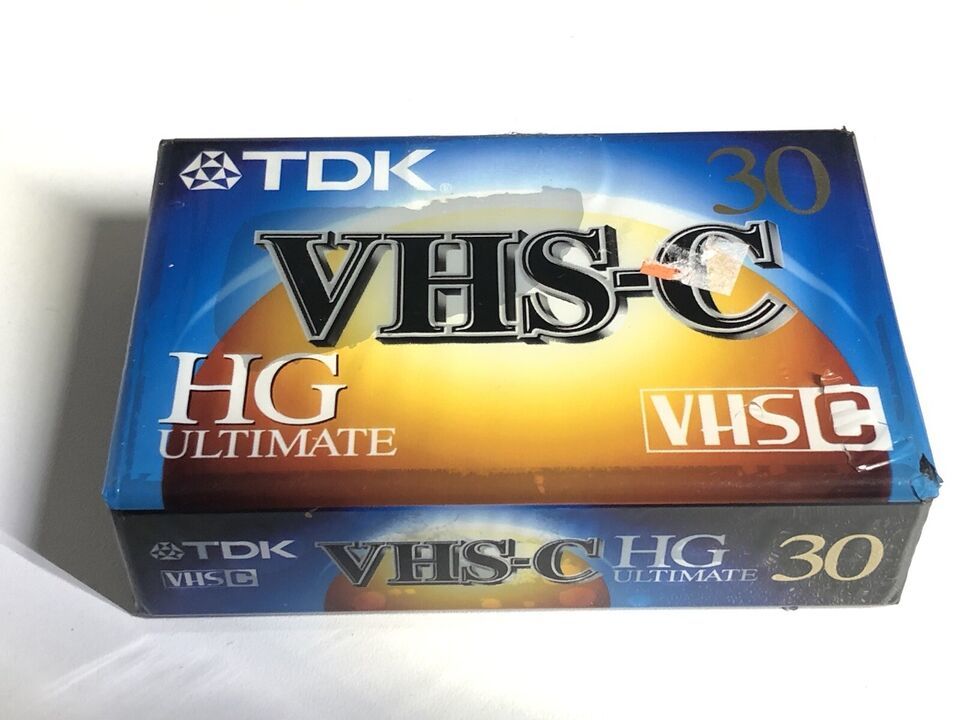 TDK®
30
VHS-C
HG
ULTIMATE
VHS C
TDK VHS-C HG 30
VHS C ULTIMATE